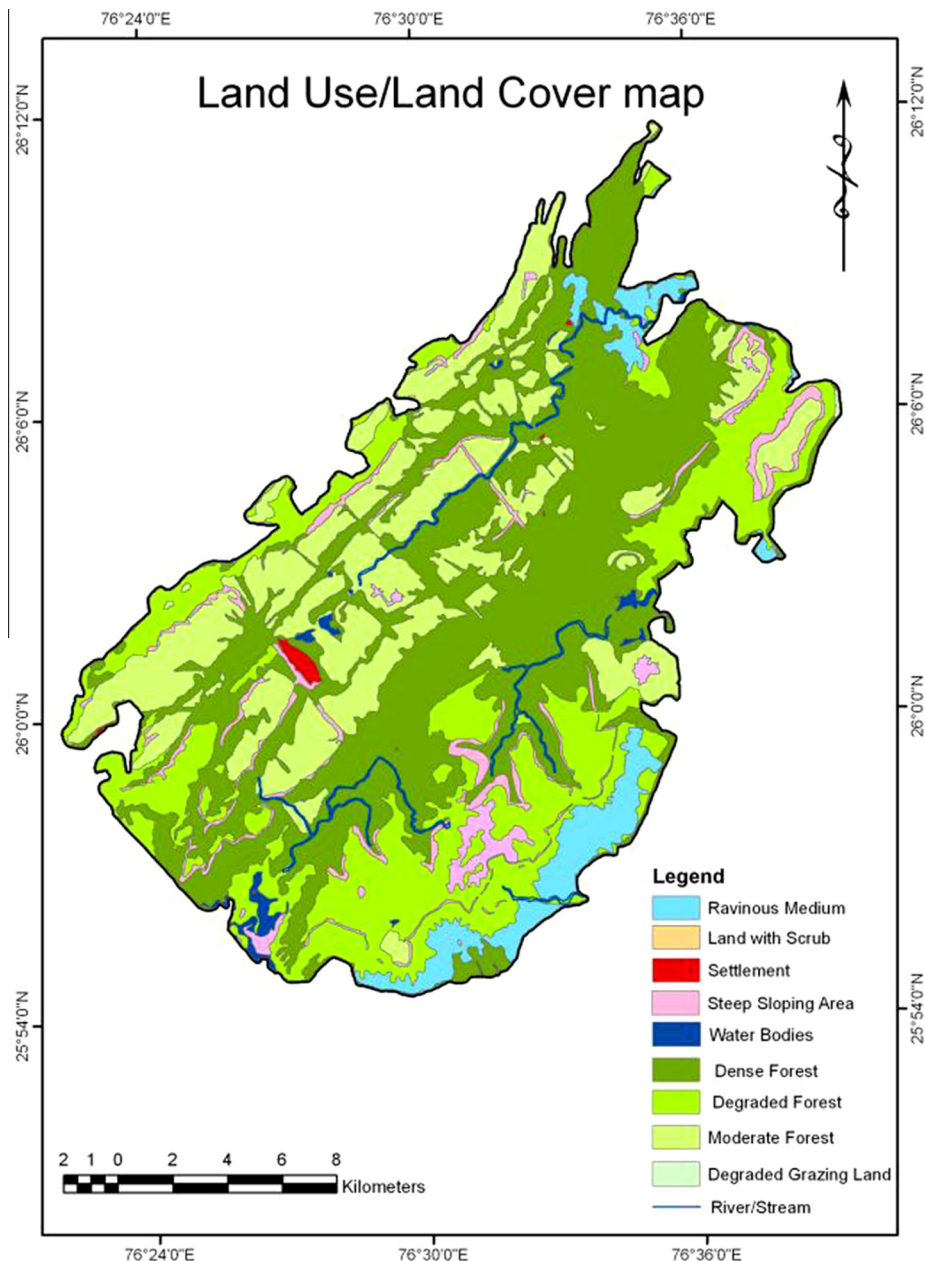 76°24'0"E 76°30'0"E 76°36'0"E
Land Use/Land Cover map
26°12'0"N
26°12'0"N
26°6'0"N
26°6'0"N
26°0'0"N
26°0'0"N
25°54'0"N
25°54'0"N
Legend
Ravinous Medium
Land with Scrub
Settlement
Steep Sloping Area
Water Bodies
Dense Forest
Degraded Forest
Moderate Forest
Degraded Grazing Land
River/Stream
2 1 0 2 4 6 8
Kilometers
76°24'0"E 76°30'0"E 76°36'0"E